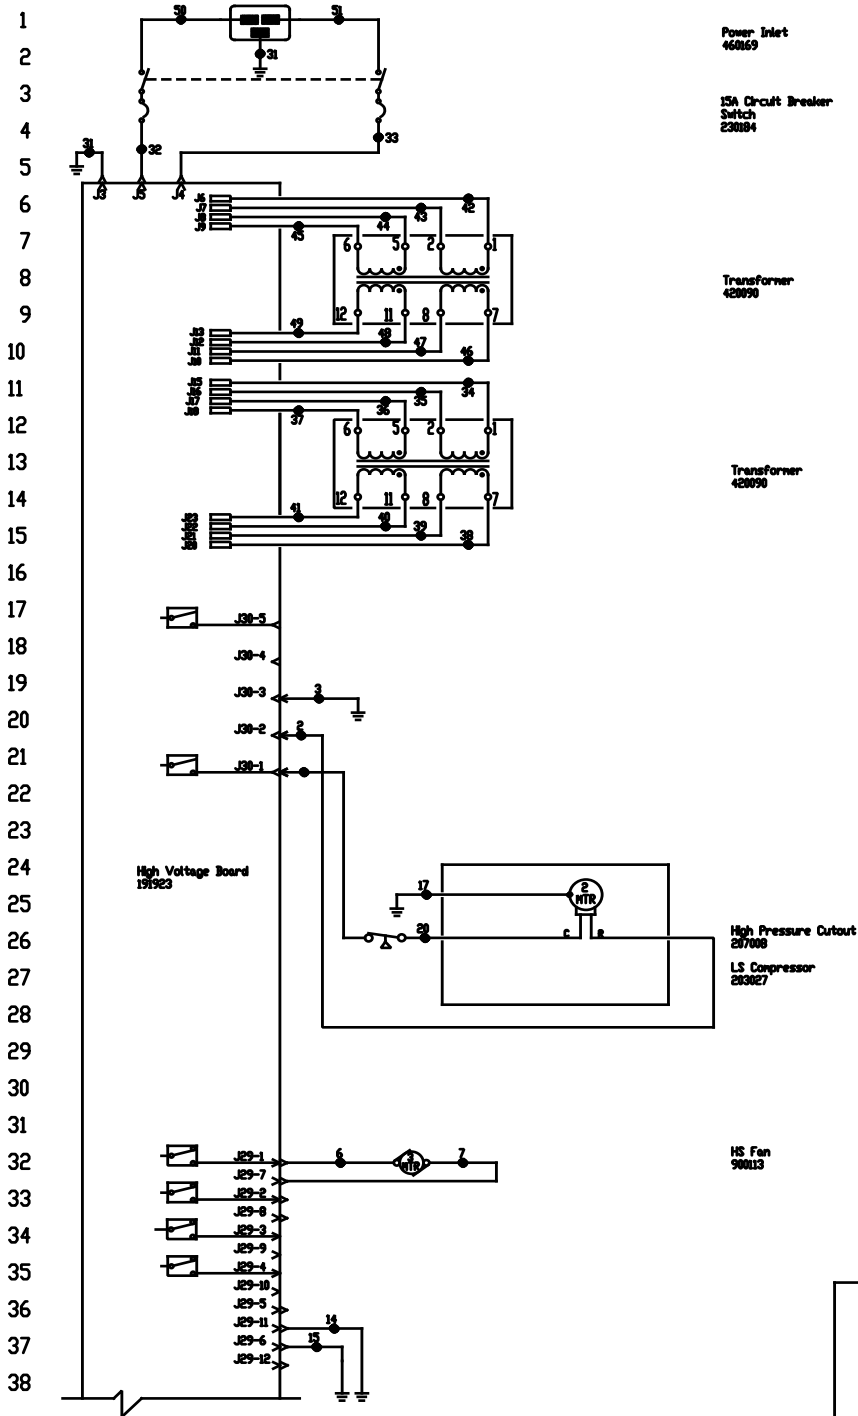 1 50 51
Power Inlet
460169
2 31
3
15A Circuit Breaker
Switch
230184
4 33
31 32
5
J3 J5 J4
6 J6 42
J7 43
J8 44
J9 45
7 6 5 2 1
8
Transformer
420090
9 12 11 8 7
49
48
10 47
46
11 34
35
36
37
12 6 5 2 1
13
Transformer
420090
14 12 11 8 7
41
40
15 39
38
16
17 J30-5
18 J30-4
19 J30-3 3
20 J30-2 2
21 J30-1
22
23
24
High Voltage Board
191923
2
MTR
17
25
26 20 C R
High Pressure Cutout
207008
27
LS Compressor
203027
28
29
30
31
32 J29-1 6 3
MTR 7
HS Fan
900113
J29-7
33 J29-2
J29-8
34 J29-3
J29-9
35 J29-4
J29-10
36 J29-5
J29-11 14
37 J29-6 15
J29-12
38